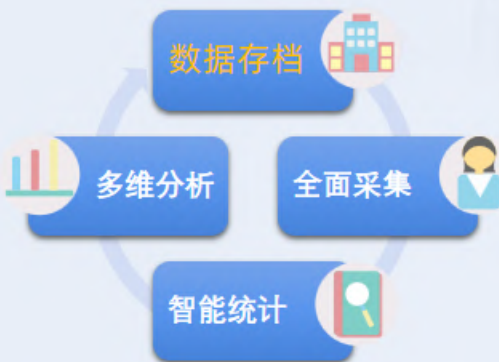 数据存档
多维分析
全面采集
智能统计